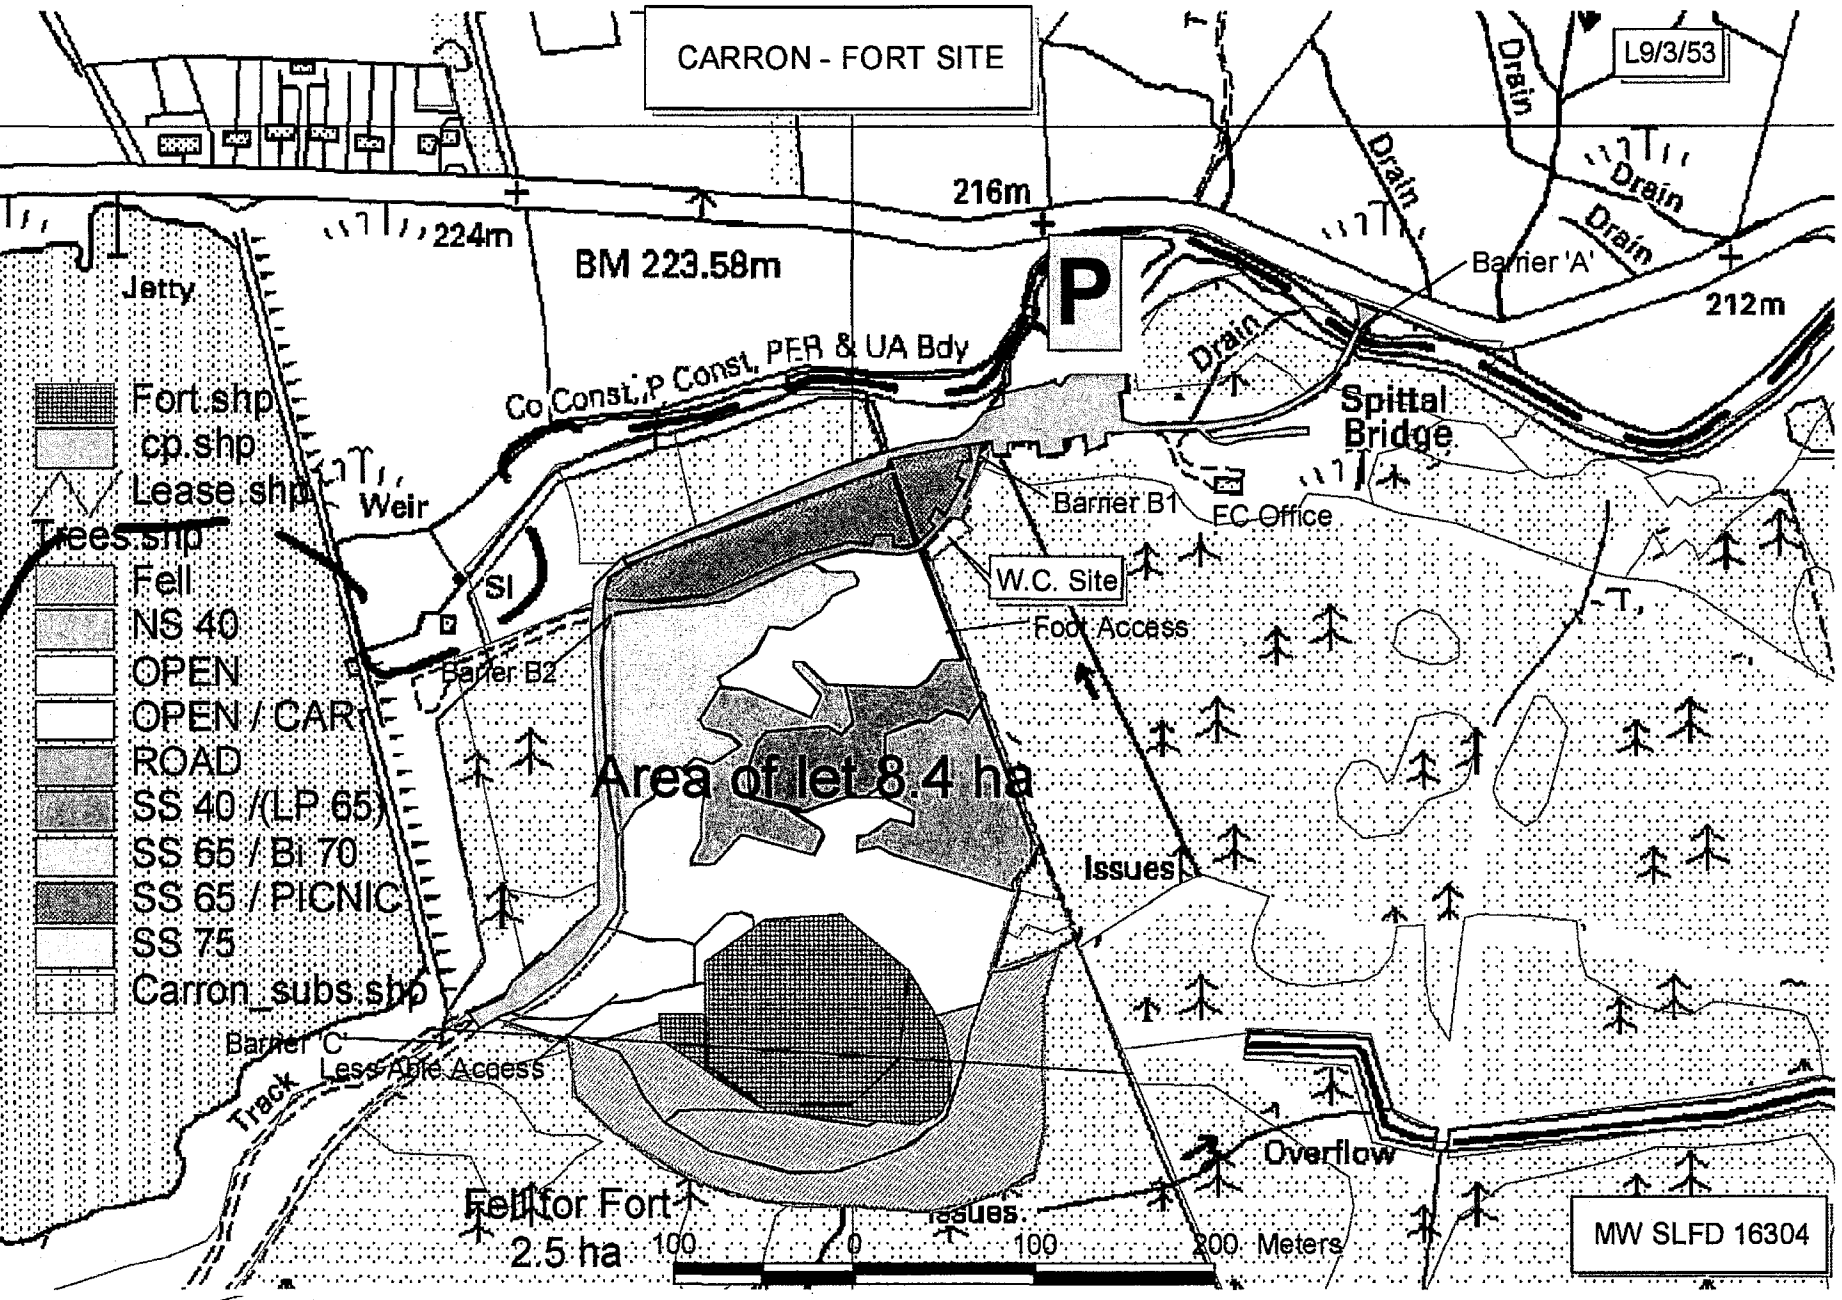 CARRON - FORT SITE
L9/3/53
Drain
Drain
Drain
Drain
216m
224m
BM 223.58m
P
Barrier 'A'
212m
Jetty
Drain
Co Const, P Const, PER & UA Bdy
Fort.shp
cp.shp
Lease.shp
Trees.shp
Fell
NS 40
OPEN
OPEN / CAR
ROAD
SS 40 /(LP 65)
SS 65 / Bi 70
SS 65 / PICNIC
SS 75
Carron_subs.shp
Spittal
Bridge
Weir
Barrier B1
FC Office
Sl
W.C. Site
Foot Access
Barrier B2
Area of let 8.4 ha
Issues
Barrier 'C'
Less Able Access
Track
Overflow
Fell for Fort
2.5 ha
Issues
100 0 100 200 Meters
MW SLFD 16304